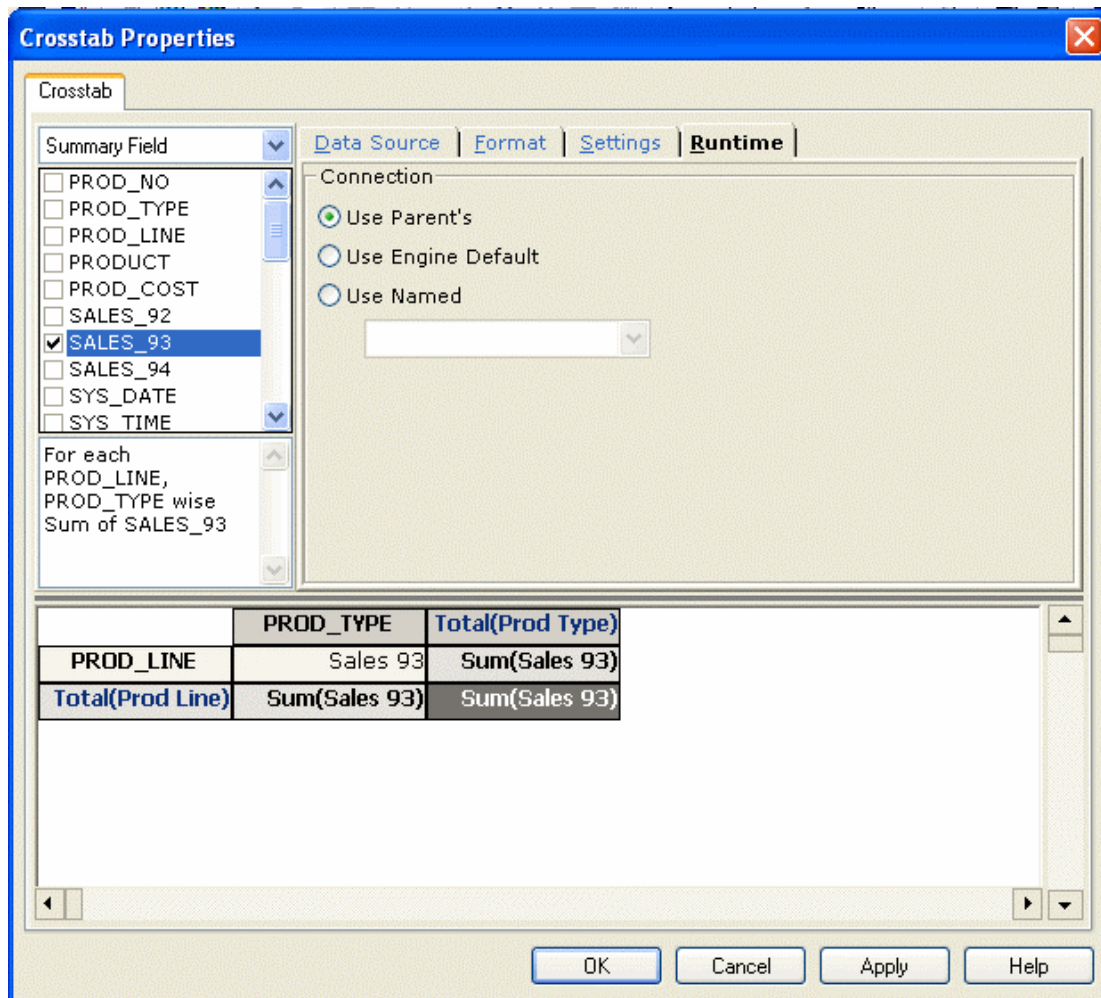 Crosstab Properties
Crosstab
Summary Field
Data Source
Format
Settings
Runtime
PROD_NO
PROD_TYPE
PROD_LINE
PRODUCT
PROD_COST
SALES_92
SALES_93
SALES_94
SYS_DATE
SYS_TIME
For each
PROD_LINE,
PROD_TYPE wise
Sum of SALES_93
Connection
Use Parent's
Use Engine Default
Use Named
PROD_TYPE Total(Prod Type)
PROD_LINE Sales 93 Sum(Sales 93)
Total(Prod Line) Sum(Sales 93) Sum(Sales 93)
OK Cancel Apply Help